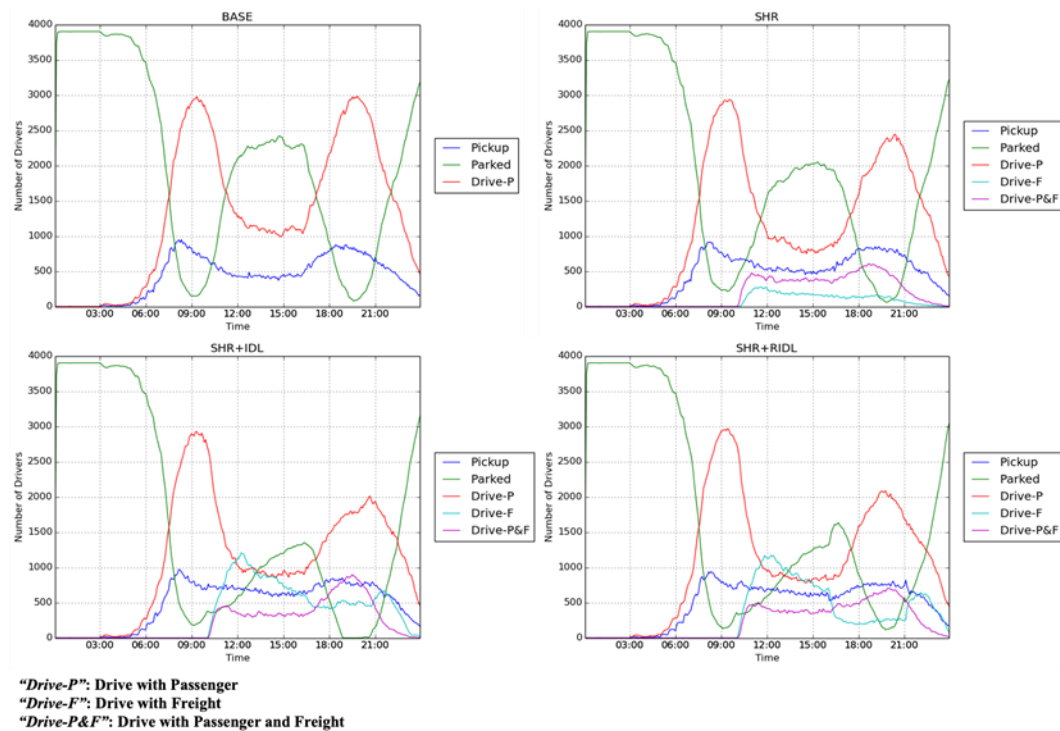 BASE
4000
3500
3000
2500
2000
1500
1000
500
0
Number of Drivers
03:00 06:00 09:00 12:00 15:00 18:00 21:00
Time
Pickup
Parked
Drive-P
SHR
4000
3500
3000
2500
2000
1500
1000
500
0
Number of Drivers
03:00 06:00 09:00 12:00 15:00 18:00 21:00
Time
Pickup
Parked
Drive-P
Drive-F
Drive-P&F
SHR+IDL
4000
3500
3000
2500
2000
1500
1000
500
0
Number of Drivers
03:00 06:00 09:00 12:00 15:00 18:00 21:00
Time
Pickup
Parked
Drive-P
Drive-F
Drive-P&F
SHR+RIDL
4000
3500
3000
2500
2000
1500
1000
500
0
Number of Drivers
03:00 06:00 09:00 12:00 15:00 18:00 21:00
Time
Pickup
Parked
Drive-P
Drive-F
Drive-P&F
“Drive-P”: Drive with Passenger
“Drive-F”: Drive with Freight
“Drive-P&F”: Drive with Passenger and Freight